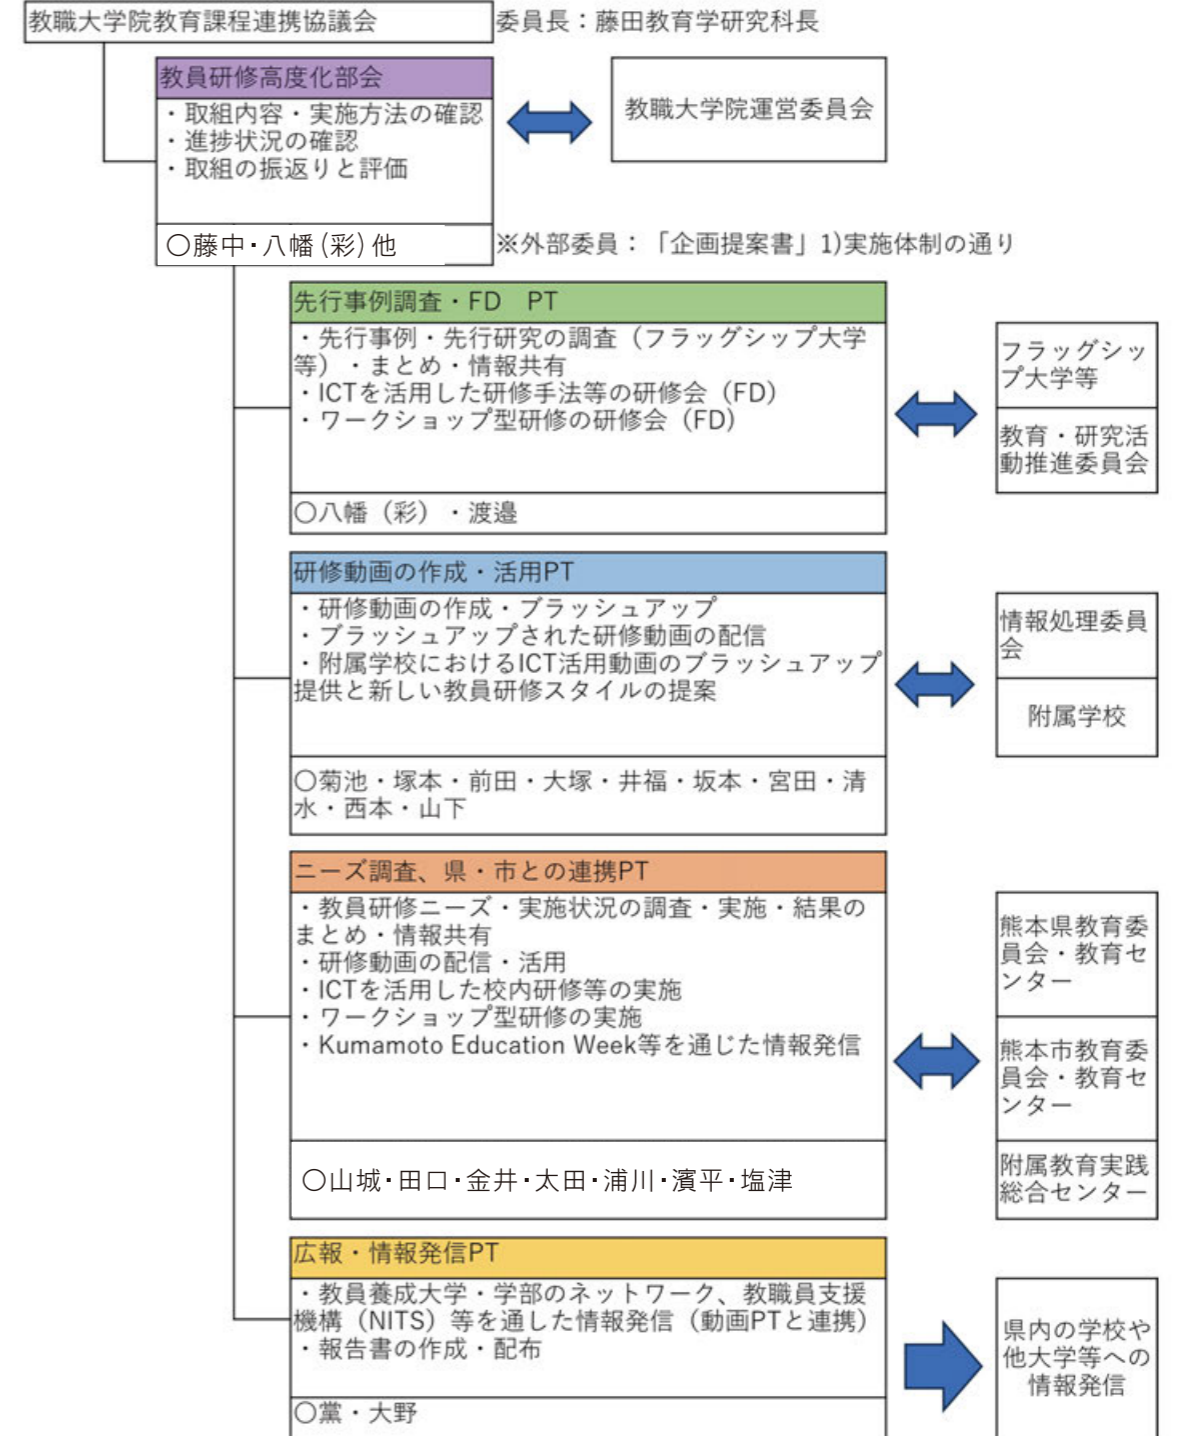 教職大学院教育課程連携協議会
委員長：藤田教育学研究科長
教員研修高度化部会
・取組内容・実施方法の確認
・進捗状況の確認
・取組の振返りと評価
教職大学院運営委員会
〇藤中・八幡(彩)他
※外部委員：「企画提案書」1)実施体制の通り
先行事例調査・FD　PT
・先行事例・先行研究の調査（フラッグシップ大学
等）・まとめ・情報共有
・ICTを活用した研修手法等の研修会（FD）
・ワークショップ型研修の研修会（FD）
〇八幡（彩）・渡邉
フラッグシッ
プ大学等
教育・研究活
動推進委員会
研修動画の作成・活用PT
・研修動画の作成・ブラッシュアップ
・ブラッシュアップされた研修動画の配信
・附属学校におけるICT活用動画のブラッシュアップ
提供と新しい教員研修スタイルの提案
〇菊池・塚本・前田・大塚・井福・坂本・宮田・清
水・西本・山下
情報処理委員
会
附属学校
ニーズ調査、県・市との連携PT
・教員研修ニーズ・実施状況の調査・実施・結果の
まとめ・情報共有
・研修動画の配信・活用
・ICTを活用した校内研修等の実施
・ワークショップ型研修の実施
・Kumamoto Education Week等を通じた情報発信
〇山城・田口・金井・太田・浦川・濱平・塩津
熊本県教育委
員会・教育セ
ンター
熊本市教育委
員会・教育セ
ンター
附属教育実践
総合センター
広報・情報発信PT
・教員養成大学・学部のネットワーク、教職員支援
機構（NITS）等を通した情報発信（動画PTと連携）
・報告書の作成・配布
〇黨・大野
県内の学校や
他大学等への
情報発信